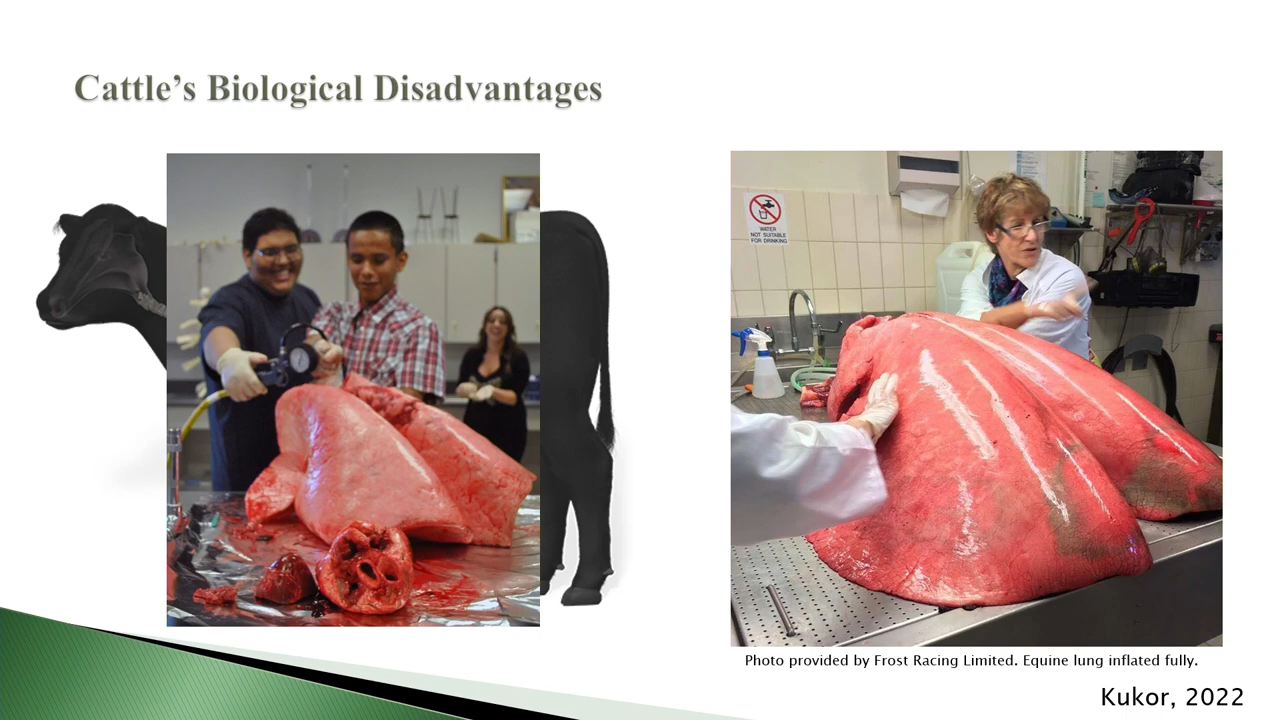 Cattle’s Biological Disadvantages
WATER
NOT SUITABLE
FOR DRINKING
Photo provided by Frost Racing Limited. Equine lung inflated fully.
Kukor, 2022